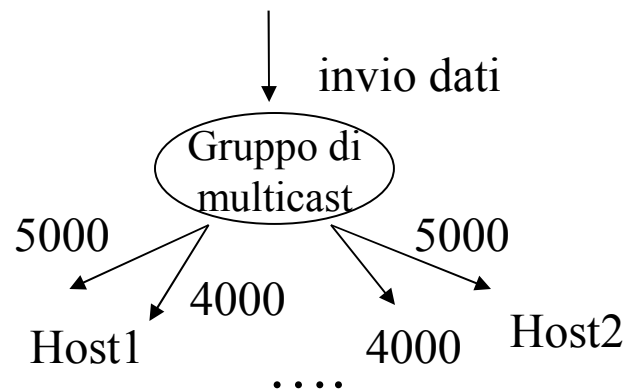 invio dati
Gruppo di
multicast
5000
5000
4000
Host1
4000
Host2
....